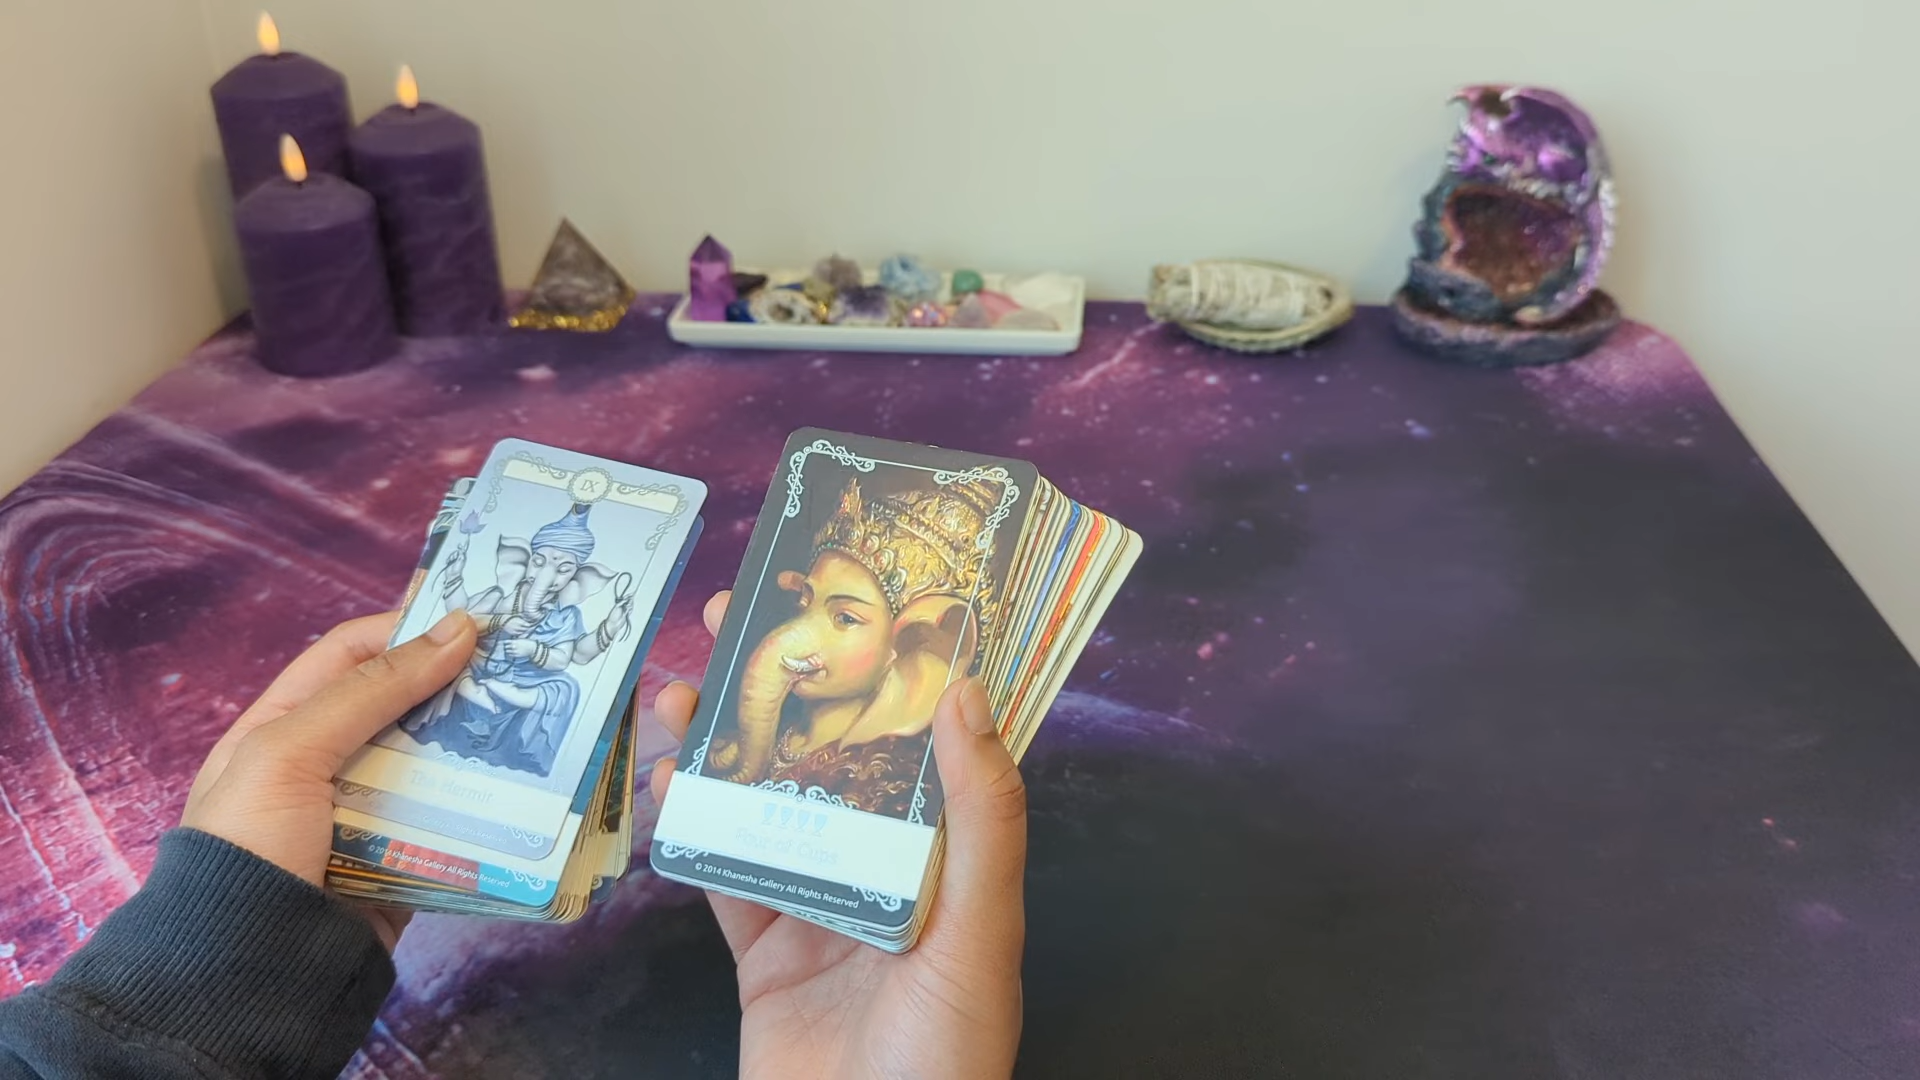 IX
The Hermit
© 2014 Khanesha Gallery All Rights Reserved
Four of Cups
© 2014 Khanesha Gallery All Rights Reserved